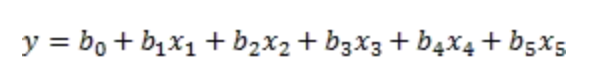 y = b₀ + b₁x₁ + b₂x₂ + b₃x₃ + b₄x₄ + b₅x₅